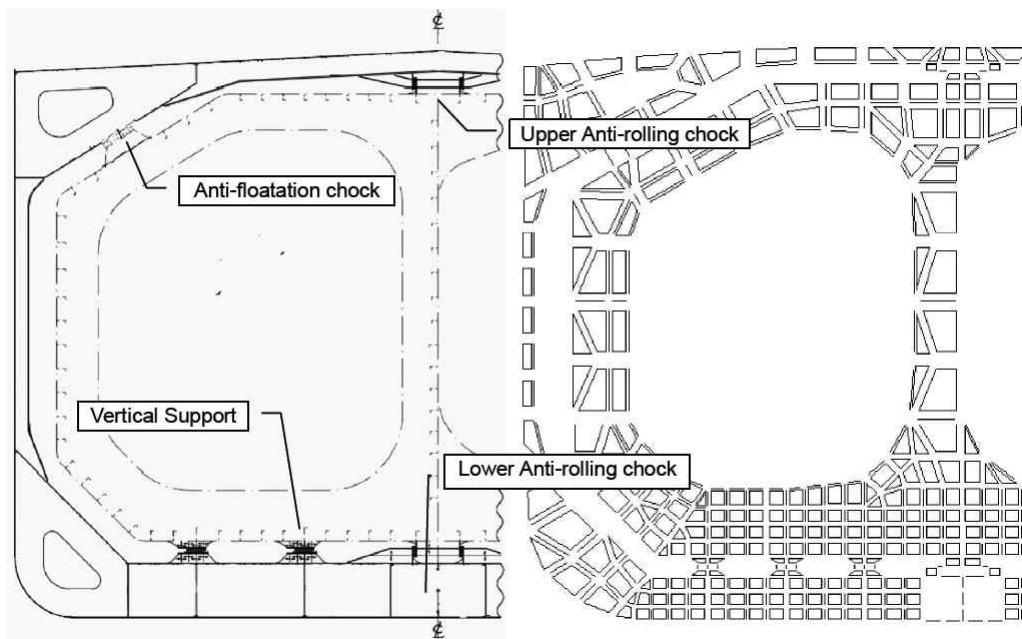 Upper Anti-rolling chock
Anti-floatation chock
Vertical Support
Lower Anti-rolling chock